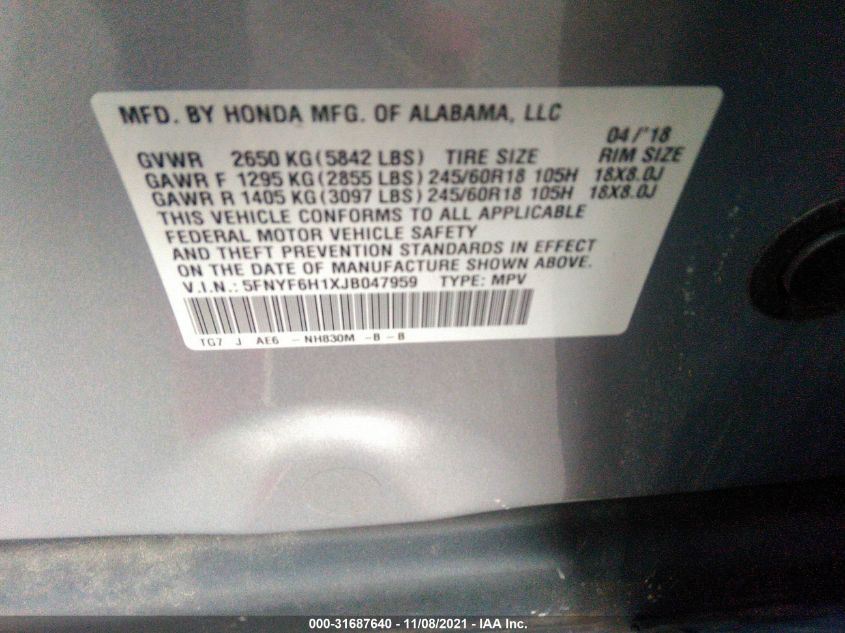 MFD. BY HONDA MFG. OF ALABAMA, LLC
04/'18
GVWR 2650 KG(5842 LBS) TIRE SIZE RIM SIZE
GAWR F 1295 KG(2855 LBS) 245/60R18 105H 18X8.0J
GAWR R 1405 KG(3097 LBS) 245/60R18 105H 18X8.0J
THIS VEHICLE CONFORMS TO ALL APPLICABLE
FEDERAL MOTOR VEHICLE SAFETY
AND THEFT PREVENTION STANDARDS IN EFFECT
ON THE DATE OF MANUFACTURE SHOWN ABOVE.
V.I.N.: 5FNYF6H1XJB047959 TYPE: MPV
TG7 J AE6 -NH830M -B-B
000-31687640 - 11/08/2021 - IAA Inc.